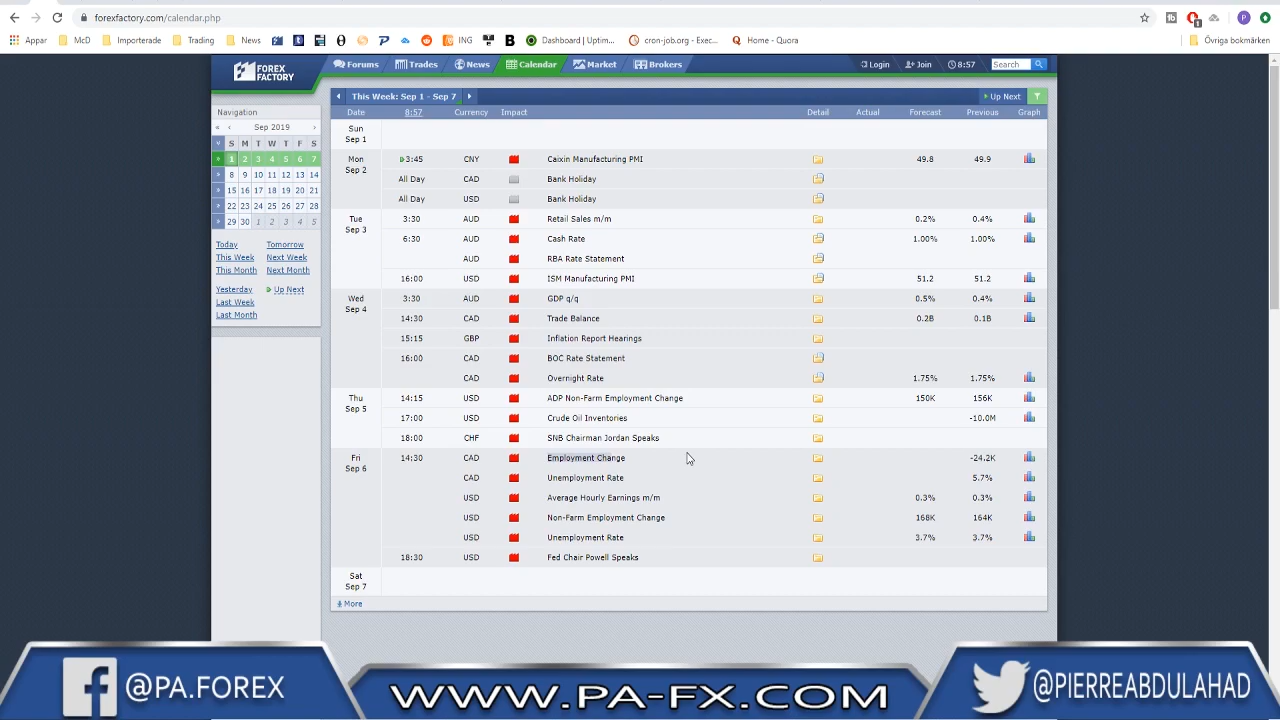 forexfactory.com/calendar.php
Appar McD Importerade Trading News ING Dashboard | Uptim... cron-job.org - Exec... Home - Quora Övriga bokmärken
FOREX FACTORY Forums Trades News Calendar Market Brokers Login Join 8:57 Search
Navigation
« ‹ Sep 2019 ›
S M T W T F S
1 2 3 4 5 6 7
8 9 10 11 12 13 14
15 16 17 18 19 20 21
22 23 24 25 26 27 28
29 30 1 2 3 4 5
Today Tomorrow
This Week Next Week
This Month Next Month
Yesterday Up Next
Last Week
Last Month
This Week: Sep 1 - Sep 7 Up Next
Date 8:57 Currency Impact Detail Actual Forecast Previous Graph
Sun
Sep 1
Mon
Sep 2
3:45 CNY Caixin Manufacturing PMI 49.8 49.9
All Day CAD Bank Holiday
All Day USD Bank Holiday
Tue
Sep 3
3:30 AUD Retail Sales m/m 0.2% 0.4%
6:30 AUD Cash Rate 1.00% 1.00%
AUD RBA Rate Statement
16:00 USD ISM Manufacturing PMI 51.2 51.2
Wed
Sep 4
3:30 AUD GDP q/q 0.5% 0.4%
14:30 CAD Trade Balance 0.2B 0.1B
15:15 GBP Inflation Report Hearings
16:00 CAD BOC Rate Statement
CAD Overnight Rate 1.75% 1.75%
Thu
Sep 5
14:15 USD ADP Non-Farm Employment Change 150K 156K
17:00 USD Crude Oil Inventories -10.0M
18:00 CHF SNB Chairman Jordan Speaks
Fri
Sep 6
14:30 CAD Employment Change -24.2K
CAD Unemployment Rate 5.7%
USD Average Hourly Earnings m/m 0.3% 0.3%
USD Non-Farm Employment Change 168K 164K
USD Unemployment Rate 3.7% 3.7%
18:30 USD Fed Chair Powell Speaks
Sat
Sep 7
More
@PA.FOREX
WWW.PA-FX.COM
@PIERREABDULAHAD